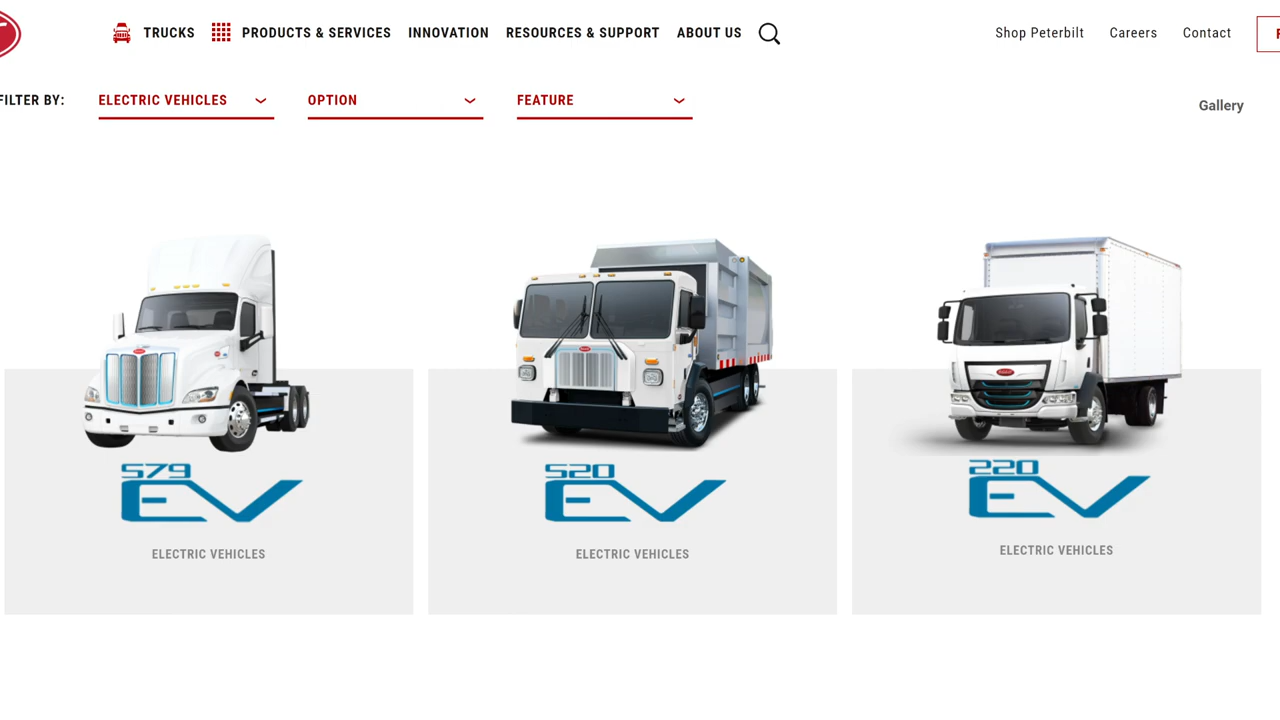 TRUCKS PRODUCTS & SERVICES INNOVATION RESOURCES & SUPPORT ABOUT US Shop Peterbilt Careers Contact
FILTER BY: ELECTRIC VEHICLES OPTION FEATURE Gallery
579
EV
ELECTRIC VEHICLES
520
EV
ELECTRIC VEHICLES
220
EV
ELECTRIC VEHICLES